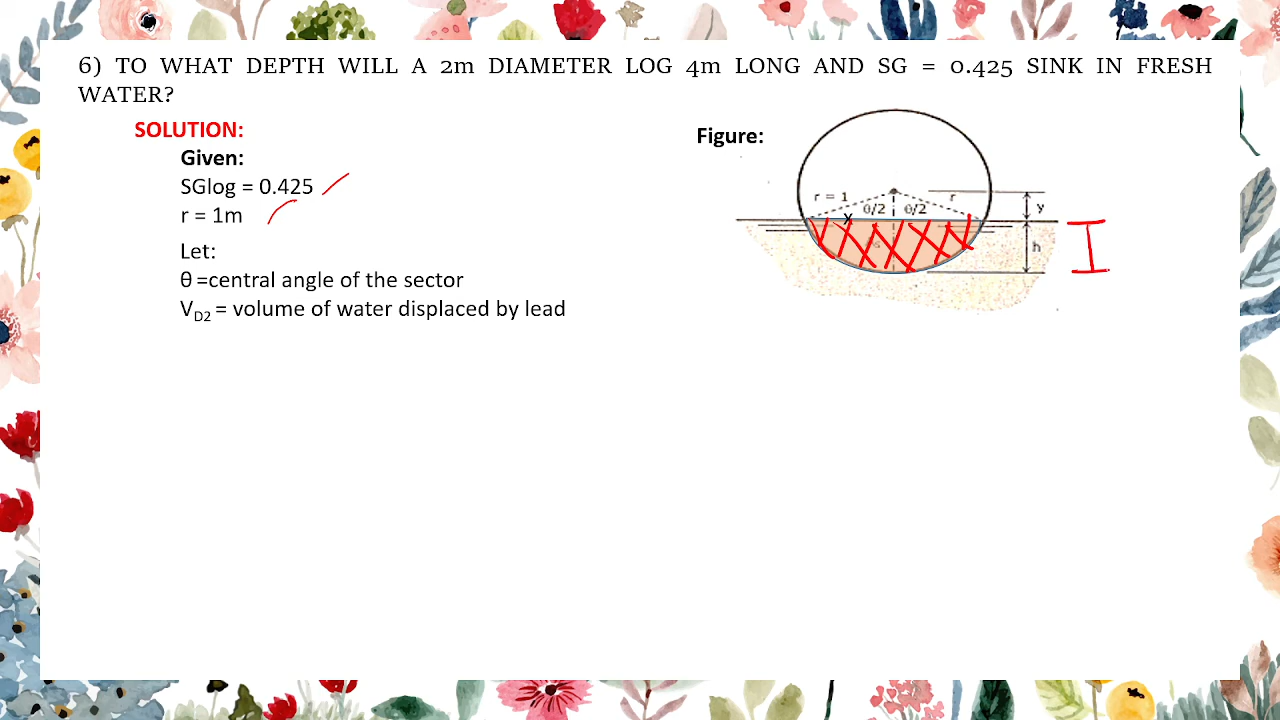 6) TO WHAT DEPTH WILL A 2m DIAMETER LOG 4m LONG AND SG = 0.425 SINK IN FRESH
WATER?
SOLUTION:
Given:
SGlog = 0.425
r = 1m
Let:
θ =central angle of the sector
V_D2 = volume of water displaced by lead
Figure:
r = 1
r
θ/2
θ/2
y
x
h